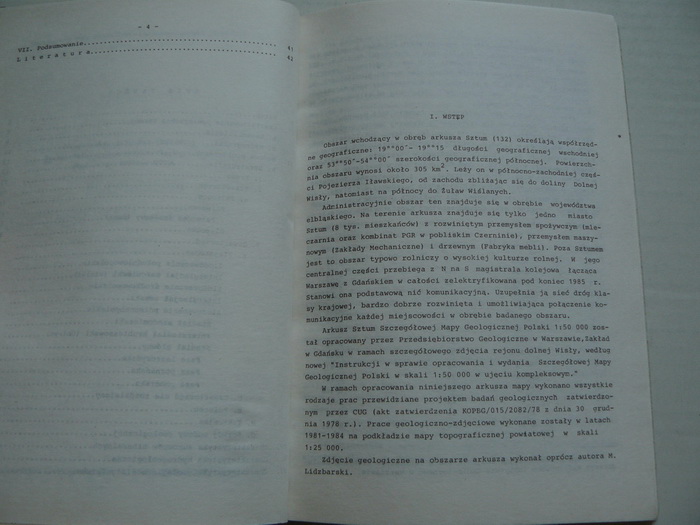 - 4 -
VII. Podsumowanie........................................ 41
L i t e r a t u r a........................................ 42
I. WSTĘP
Obszar wchodzący w obręb arkusza Sztum (132) określają współrzęd-
ne geograficzne: 19°°00´- 19°°15 długości geograficznej wschodniej
oraz 53°°50´-54°°00´ szerokości geograficznej północnej. Powierzch-
nia obszaru wynosi około 305 km². Leży on w północno-zachodniej częś-
ci Pojezierza Iławskiego, od zachodu zbliżając się do doliny Dolnej
Wisły, natomiast na północy do Żuław Wiślanych.
Administracyjnie obszar ten znajduje się w obrębie województwa
elbląskiego. Na terenie arkusza znajduje się tylko jedno miasto
Sztum (8 tys. mieszkańców) z rozwiniętym przemysłem spożywczym (mle-
czarnia oraz kombinat PGR w pobliskim Czerninie), przemysłem maszy-
nowym (Zakłady Mechaniczne) i drzewnym (Fabryka mebli). Poza Sztumem
jest to obszar typowo rolniczy o wysokiej kulturze rolnej. W jego
centralnej części przebiega z N na S magistrala kolejowa łącząca
Warszawę z Gdańskiem w całości zelektryfikowana pod koniec 1985 r.
Stanowi ona podstawową nić komunikacyjną. Uzupełnia ją sieć dróg kla-
sy krajowej, bardzo dobrze rozwinięta i umożliwiająca połączenie ko-
munikacyjne każdej miejscowości w obrębie badanego obszaru.
Arkusz Sztum Szczegółowej Mapy Geologicznej Polski 1:50 000 zos-
tał opracowany przez Przedsiębiorstwo Geologiczne w Warszawie,Zakład
w Gdańsku w ramach szczegółowego zdjęcia rejonu dolnej Wisły, według
nowej "Instrukcji w sprawie opracowania i wydania Szczegółowej Mapy
Geologicznej Polski w skali 1:50 000 w ujęciu kompleksowym."
W ramach opracowania niniejszego arkusza mapy wykonano wszystkie
rodzaje prac przewidziane projektem badań geologicznych zatwierdzo-
nym przez CUG (akt zatwierdzenia KOPBG/015/2082/78 z dnia 30 grud-
nia 1978 r.). Prace geologiczno-zdjęciowe wykonane zostały w latach
1981-1984 na podkładzie mapy topograficznej powiatowej w skali
1:25 000.
Zdjęcie geologiczne na obszarze arkusza wykonał oprócz autora M.
Lidzbarski.